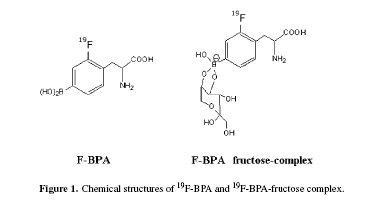 19F
19F
COOH
NH2
(HO)2B
HO
⊖
B
COOH
NH2
O
O
O
OH
HO
OH
F-BPA
F-BPA fructose-complex
Figure 1. Chemical structures of 19F-BPA and 19F-BPA-fructose complex.